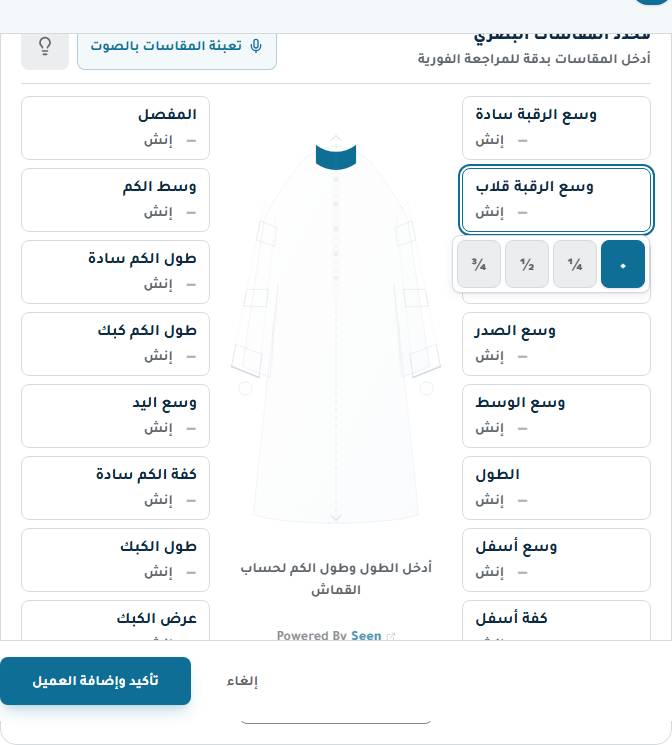 محدد المقاسات البصري
أدخل المقاسات بدقة للمراجعة الفورية
تعبئة المقاسات بالصوت
وسع الرقبة سادة
— إنش
وسع الرقبة قلاب
— إنش
٠ ¼ ½ ¾
وسع الصدر
— إنش
وسع الوسط
— إنش
الطول
— إنش
وسع أسفل
— إنش
كفة أسفل
المفصل
— إنش
وسط الكم
— إنش
طول الكم سادة
— إنش
طول الكم كبك
— إنش
وسع اليد
— إنش
كفة الكم سادة
— إنش
طول الكبك
— إنش
عرض الكبك
أدخل الطول وطول الكم لحساب
القماش
Powered By Seen
إلغاء
تأكيد وإضافة العميل